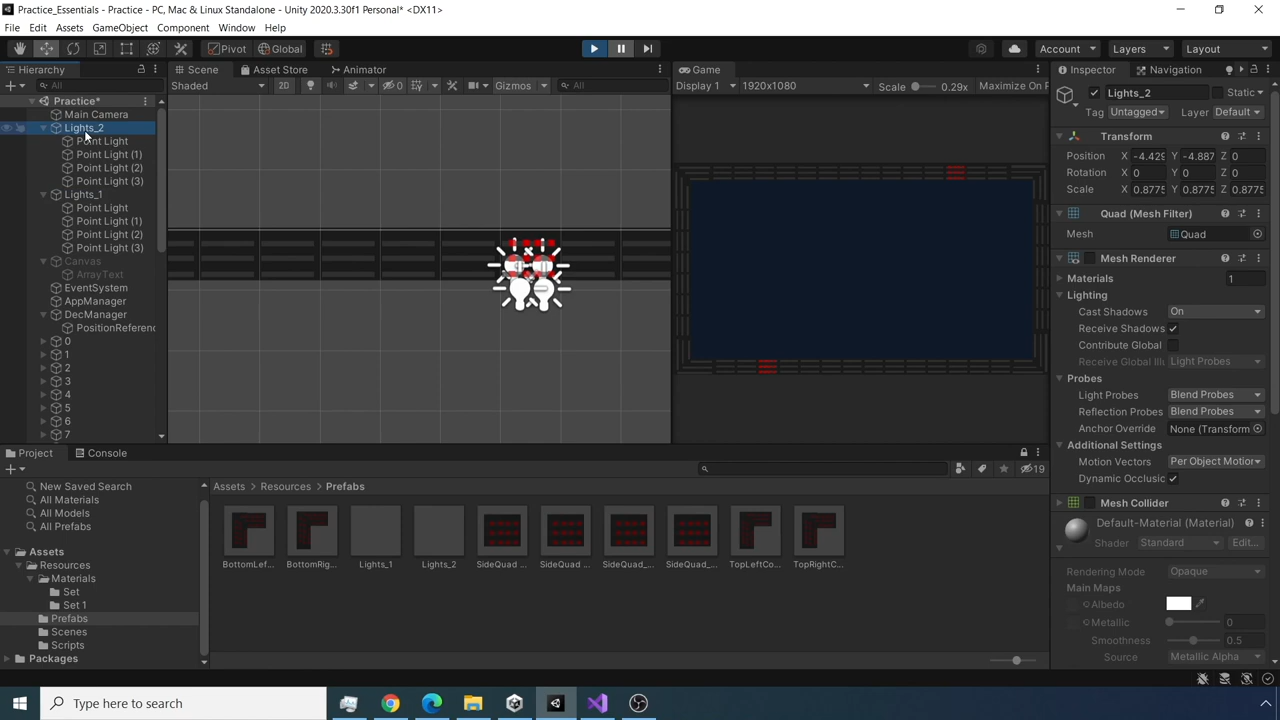 Practice_Essentials - Practice - PC, Mac & Linux Standalone - Unity 2020.3.30f1 Personal* <DX11>
File Edit Assets GameObject Component Window Help
Pivot Global Account Layers Layout
Hierarchy
All
Practice*
Main Camera
Lights_2
Point Light
Point Light (1)
Point Light (2)
Point Light (3)
Lights_1
Point Light
Point Light (1)
Point Light (2)
Point Light (3)
Canvas
ArrayText
EventSystem
AppManager
DecManager
PositionReferenc
0
1
2
3
4
5
6
7
Scene Asset Store Animator
Shaded 2D 0 Gizmos All
Game
Display 1 1920x1080 Scale 0.29x Maximize On P
Inspector Navigation
Lights_2 Static
Tag Untagged Layer Default
Transform
Position X -4.429 Y -4.887 Z 0
Rotation X 0 Y 0 Z 0
Scale X 0.8775 Y 0.8775 Z 0.8775
Quad (Mesh Filter)
Mesh Quad
Mesh Renderer
Materials 1
Lighting
Cast Shadows On
Receive Shadows
Contribute Global
Receive Global Ill Light Probes
Probes
Light Probes Blend Probes
Reflection Probes Blend Probes
Anchor Override None (Transform
Additional Settings
Motion Vectors Per Object Motion
Dynamic Occlusic
Mesh Collider
Default-Material (Material)
Shader Standard Edit...
Rendering Mode Opaque
Main Maps
Albedo
Metallic 0
Smoothness 0.5
Source Metallic Alpha
Project Console
19
New Saved Search
All Materials
All Models
All Prefabs
Assets
Resources
Materials
Set
Set 1
Prefabs
Scenes
Scripts
Packages
Assets Resources Prefabs
BottomLef... BottomRig... Lights_1 Lights_2 SideQuad ... SideQuad ... SideQuad_... SideQuad_... TopLeftCo... TopRightC...
Type here to search